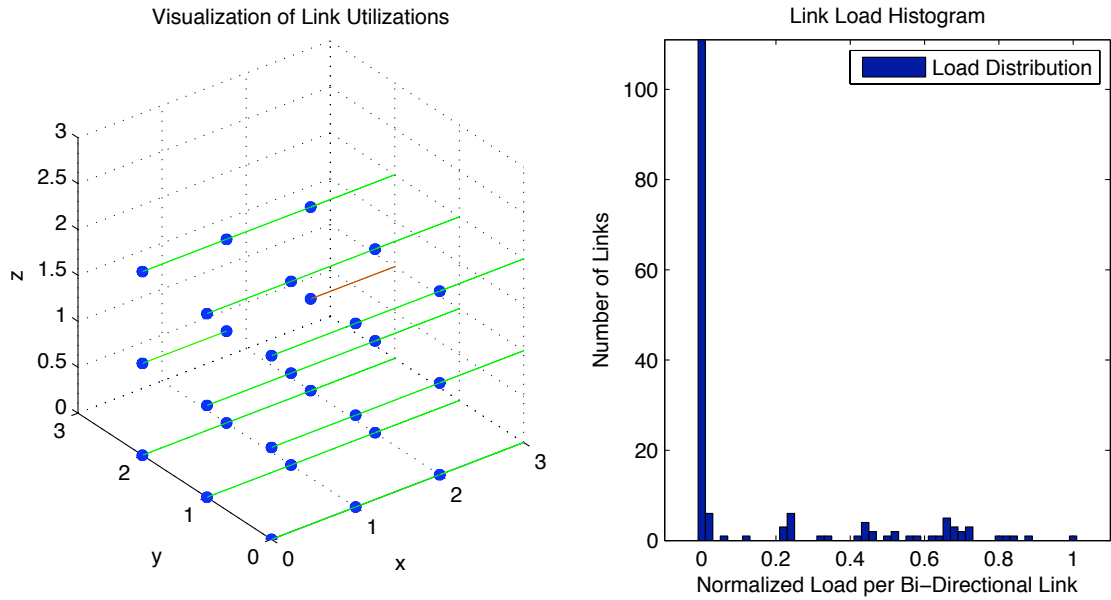 Visualization of Link Utilizations
3
2.5
2
1.5
1
0.5
0
z
3
2
1
0
y
0
1
2
3
x
Link Load Histogram
Load Distribution
100
80
60
40
20
0
Number of Links
0 0.2 0.4 0.6 0.8 1
Normalized Load per Bi−Directional Link